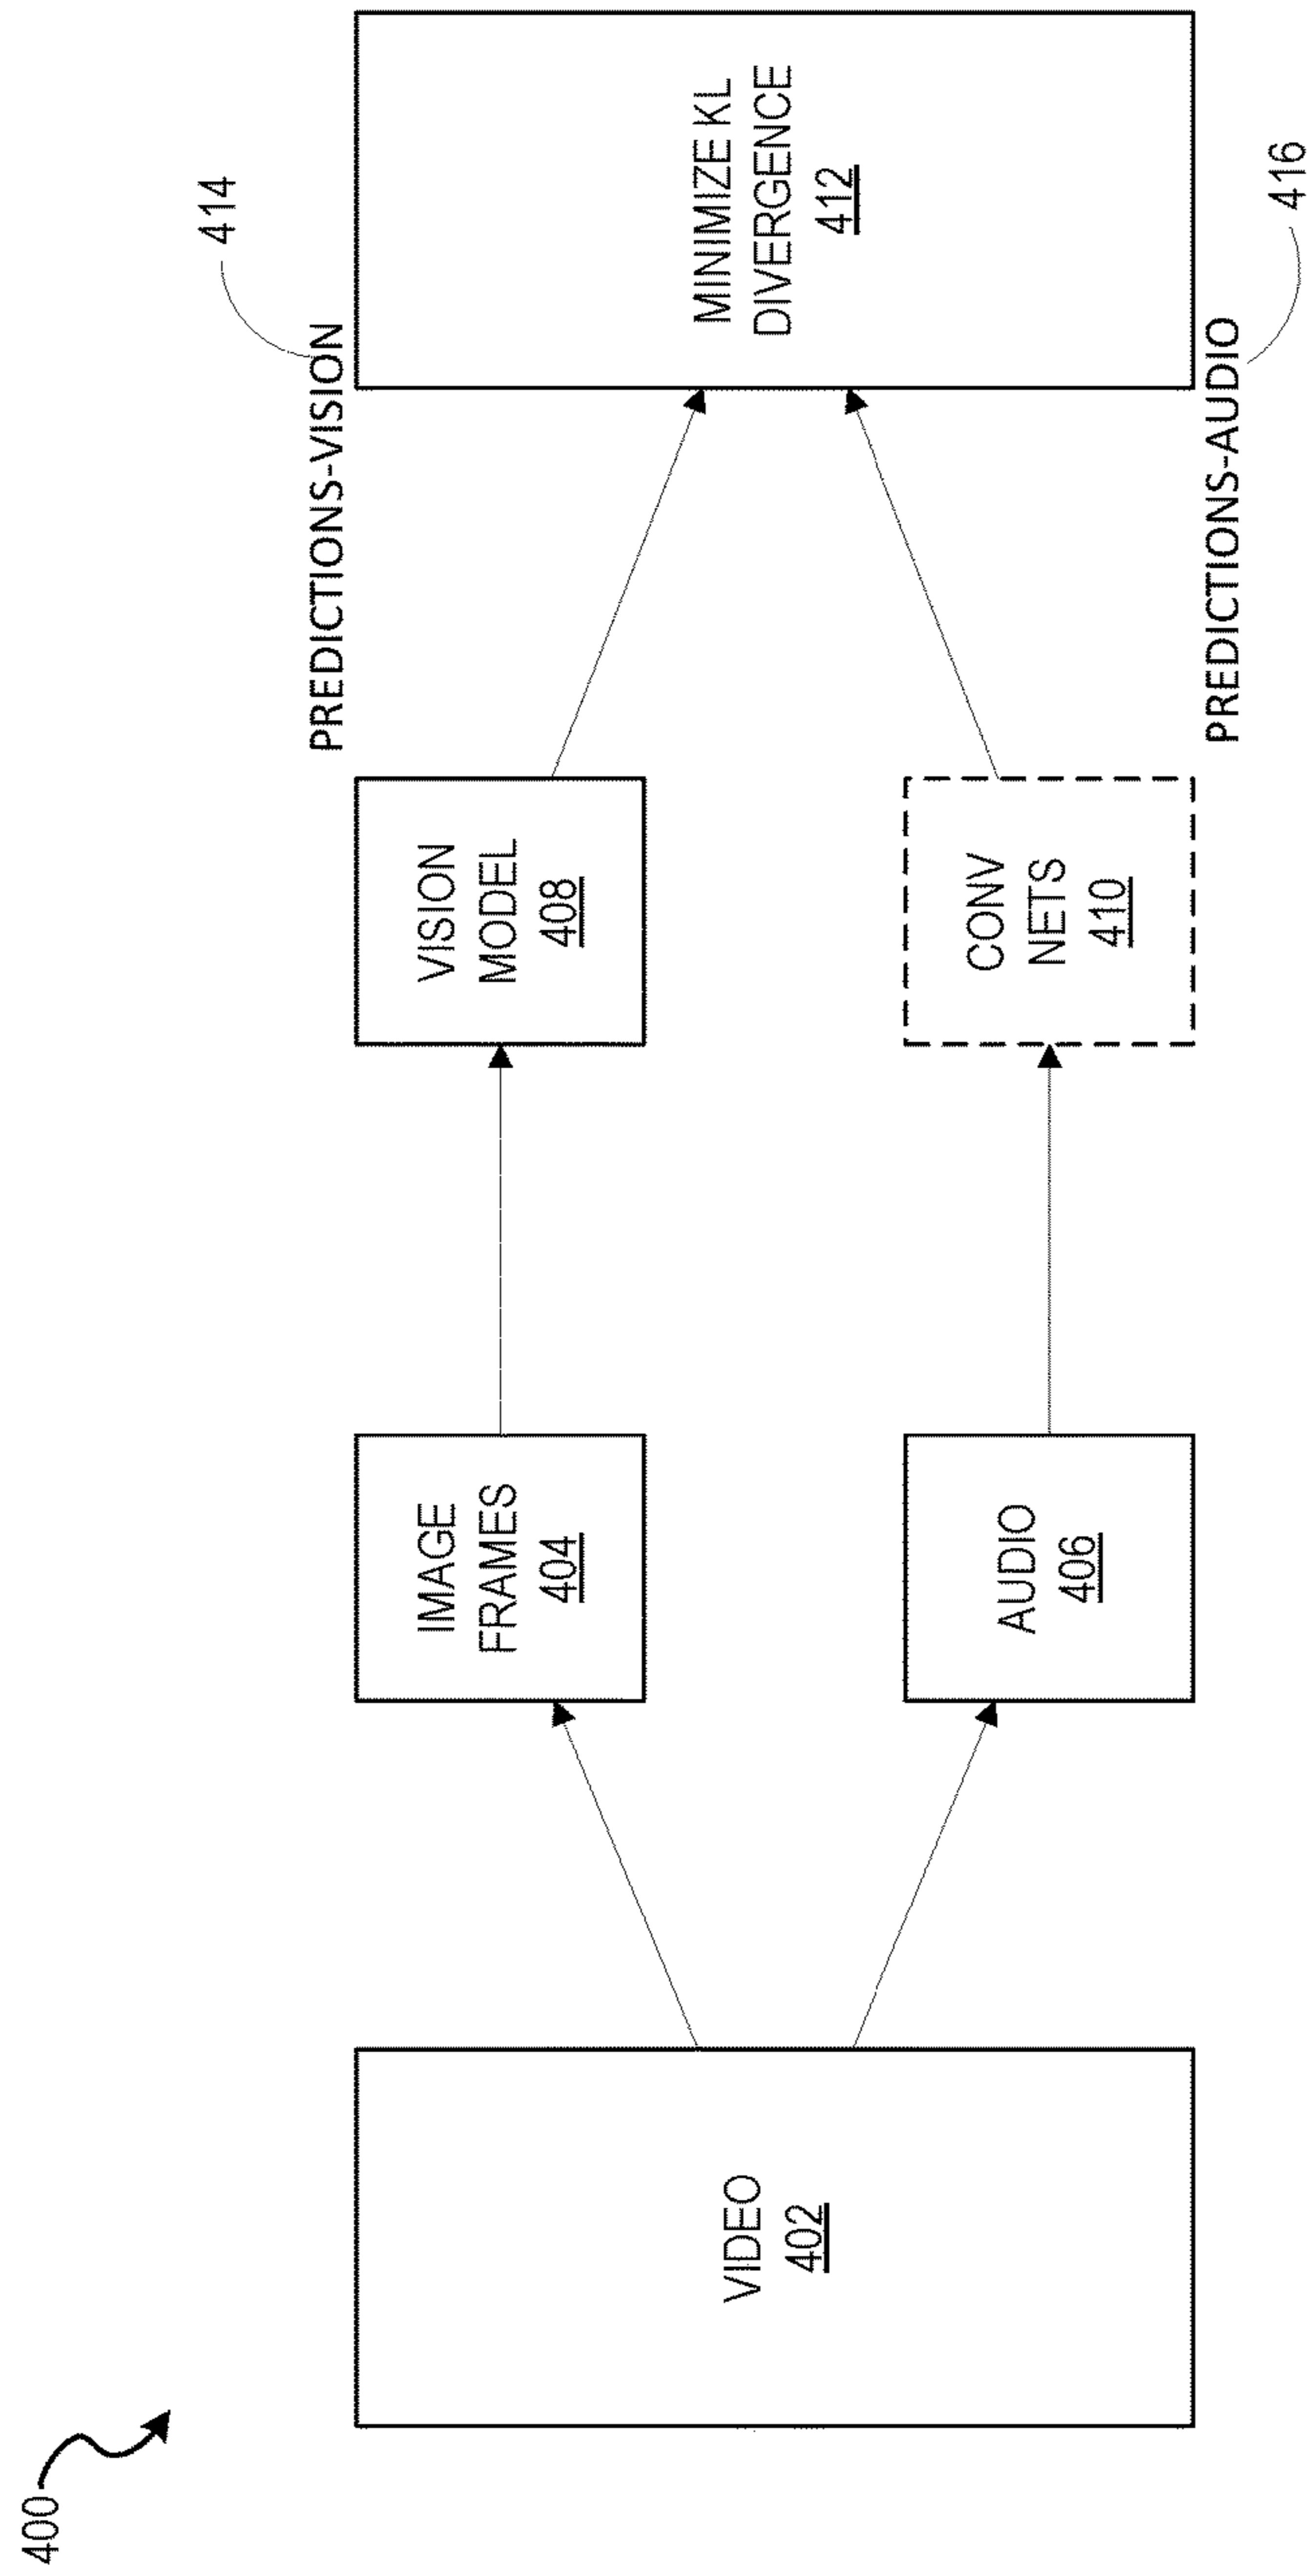 400
VIDEO
402
IMAGE
FRAMES
404
AUDIO
406
VISION
MODEL
408
CONV
NETS
410
PREDICTIONS-VISION
414
PREDICTIONS-AUDIO
416
MINIMIZE KL
DIVERGENCE
412